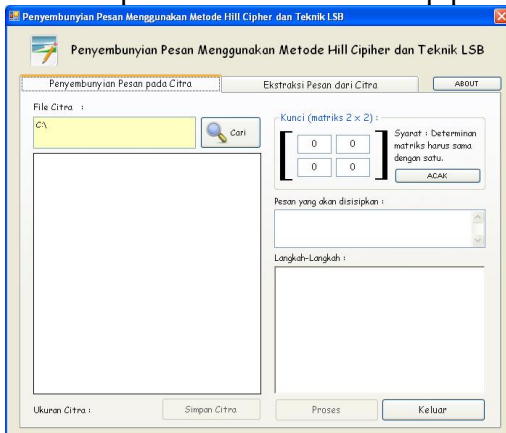 Penyembunyian Pesan Menggunakan Metode Hill Cipher dan Teknik LSB
Penyembunyian Pesan Menggunakan Metode Hill Cipiher dan Teknik LSB
Penyembunyian Pesan pada Citra
Ekstraksi Pesan dari Citra
ABOUT
File Citra :
C:\
Cari
Kunci (matriks 2 x 2) :
0 0
0 0
Syarat : Determinan
matriks harus sama
dengan satu.
ACAK
Pesan yang akan disisipkan :
Langkah-Langkah :
Ukuran Citra :
Simpan Citra
Proses
Keluar